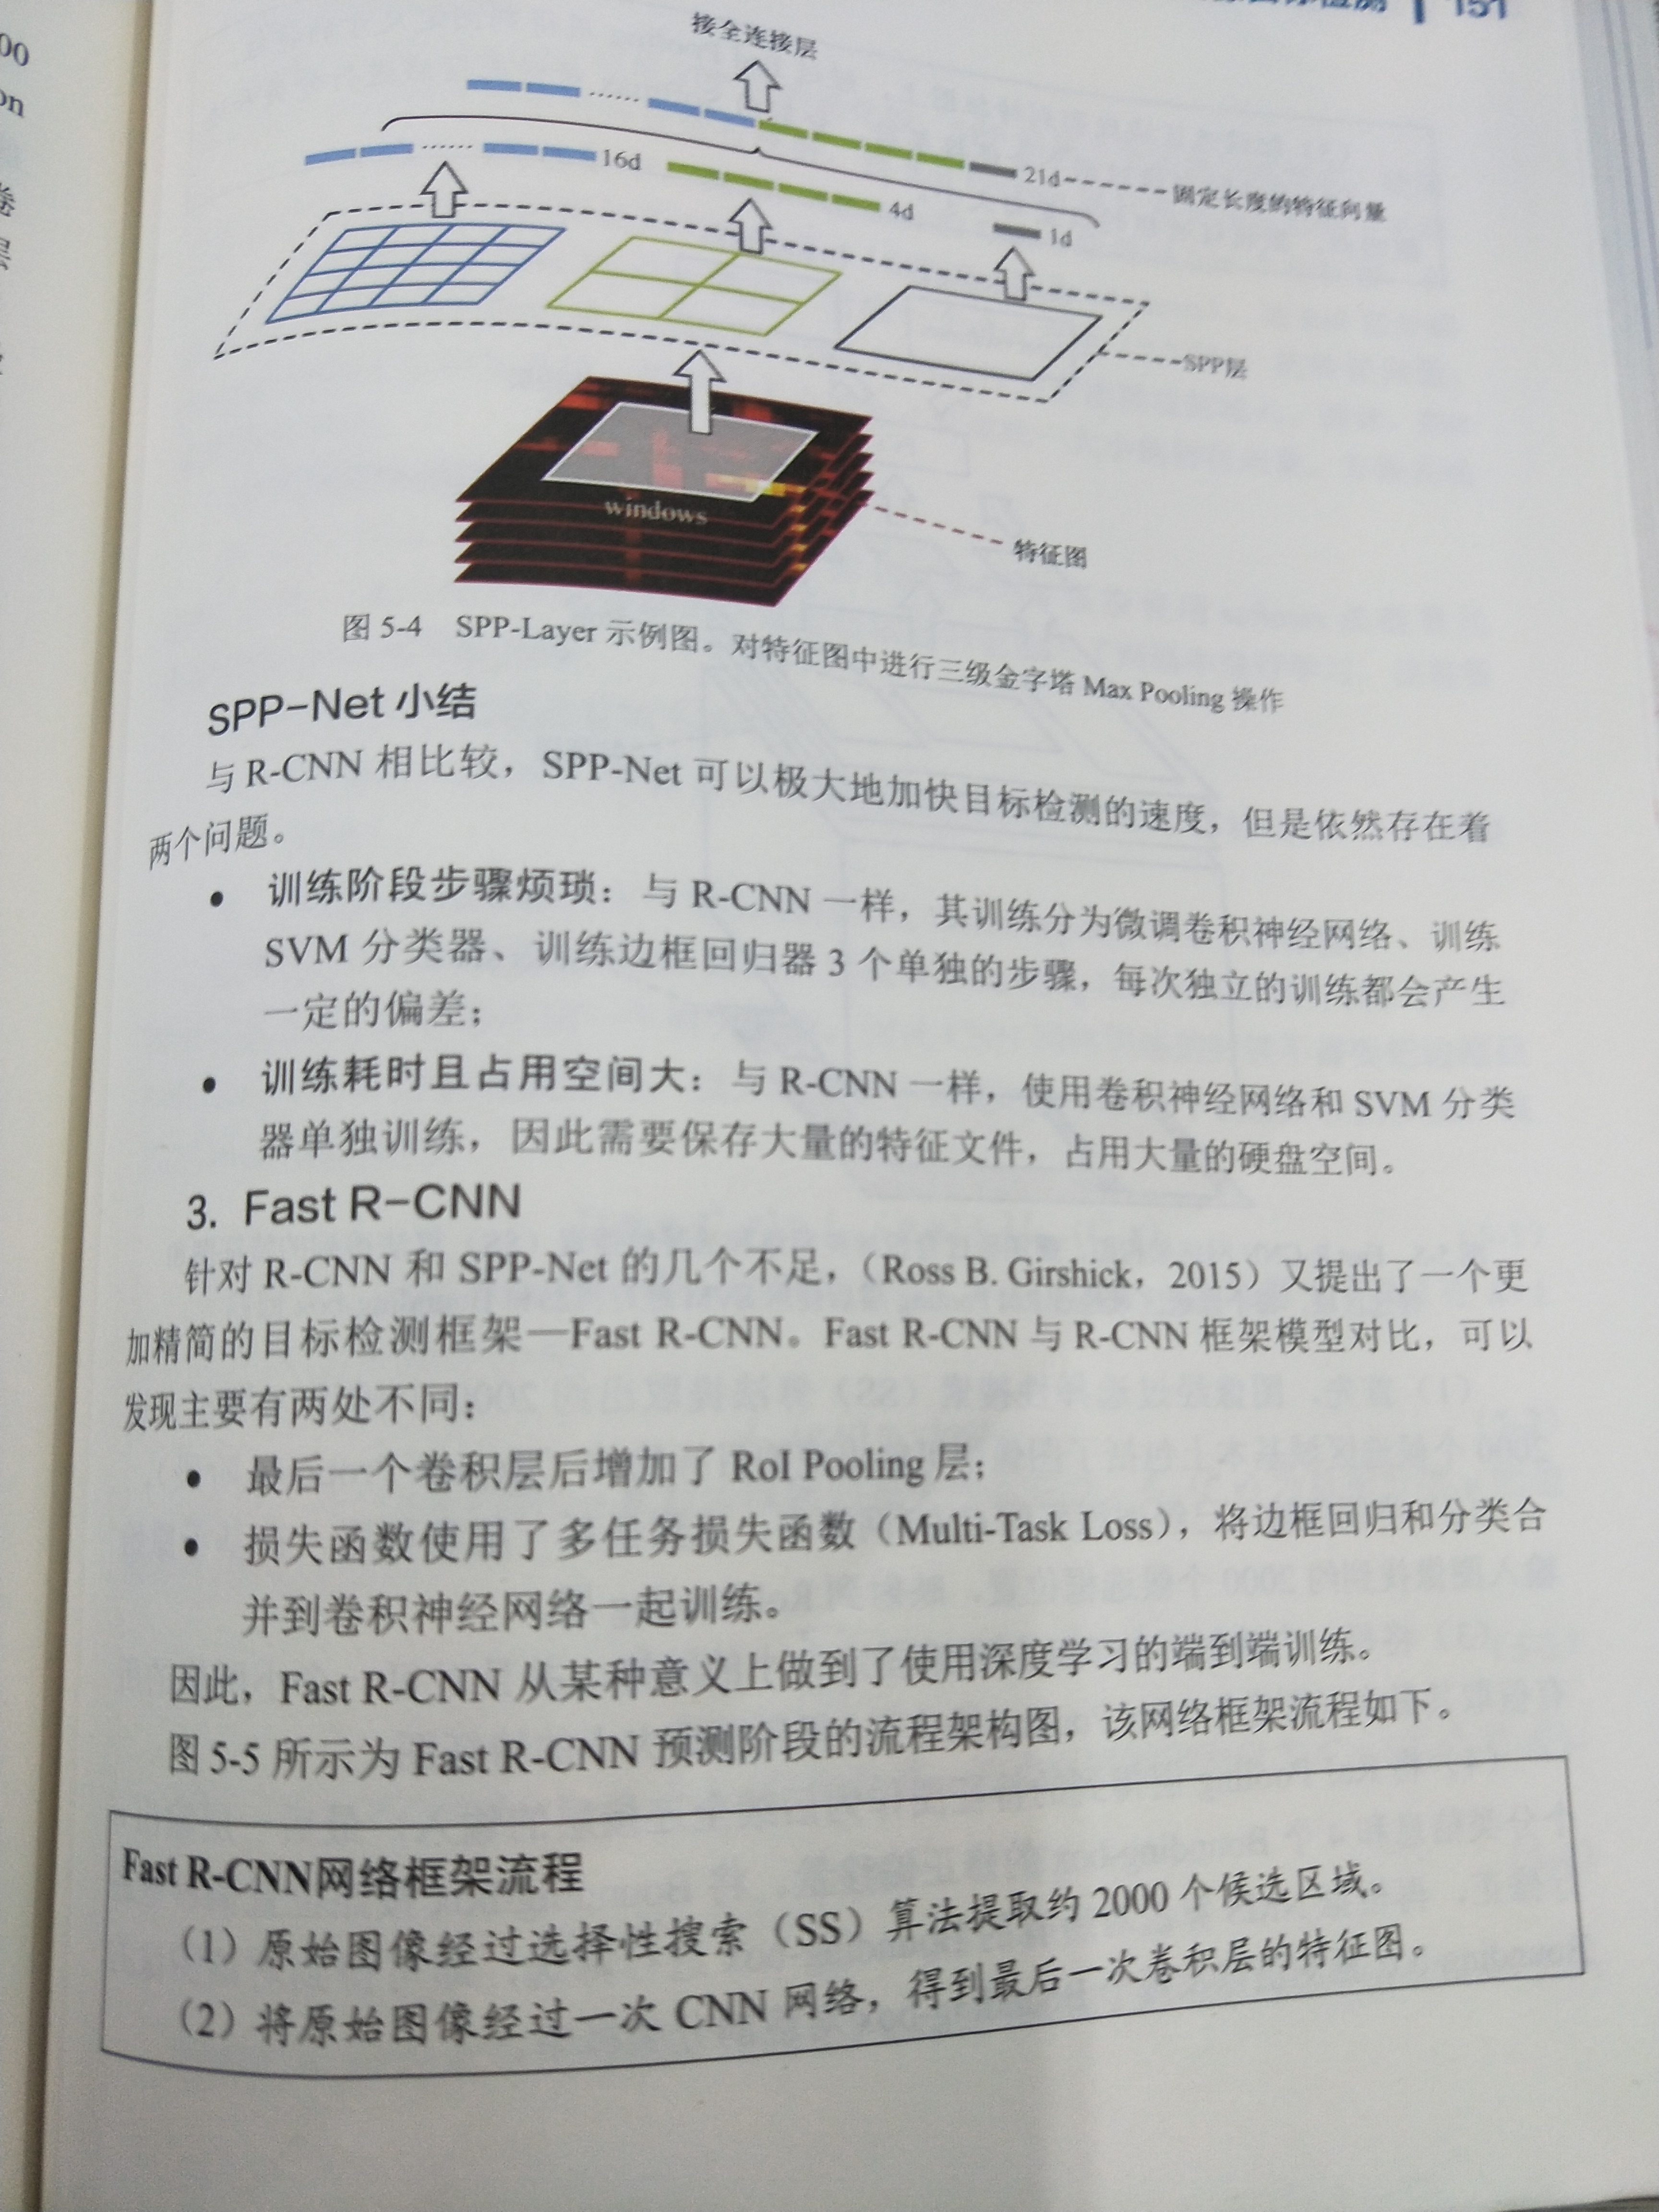 151
接全连接层
16d
21d
固定长度的特征向量
4d
1d
SPP层
windows
特征图
图 5-4 SPP-Layer 示例图。对特征图中进行三级金字塔 Max Pooling 操作
SPP-Net 小结
与 R-CNN 相比较，SPP-Net 可以极大地加快目标检测的速度，但是依然存在着
两个问题。
• 训练阶段步骤烦琐：与 R-CNN 一样，其训练分为微调卷积神经网络、训练
SVM 分类器、训练边框回归器 3 个单独的步骤，每次独立的训练都会产生
一定的偏差；
• 训练耗时且占用空间大：与 R-CNN 一样，使用卷积神经网络和 SVM 分类
器单独训练，因此需要保存大量的特征文件，占用大量的硬盘空间。
3. Fast R-CNN
针对 R-CNN 和 SPP-Net 的几个不足，（Ross B. Girshick，2015）又提出了一个更
加精简的目标检测框架—Fast R-CNN。Fast R-CNN 与 R-CNN 框架模型对比，可以
发现主要有两处不同：
• 最后一个卷积层后增加了 RoI Pooling 层；
• 损失函数使用了多任务损失函数（Multi-Task Loss），将边框回归和分类合
并到卷积神经网络一起训练。
因此，Fast R-CNN 从某种意义上做到了使用深度学习的端到端训练。
图 5-5 所示为 Fast R-CNN 预测阶段的流程架构图，该网络框架流程如下。
Fast R-CNN网络框架流程
（1）原始图像经过选择性搜索（SS）算法提取约 2000 个候选区域。
（2）将原始图像经过一次 CNN 网络，得到最后一次卷积层的特征图。